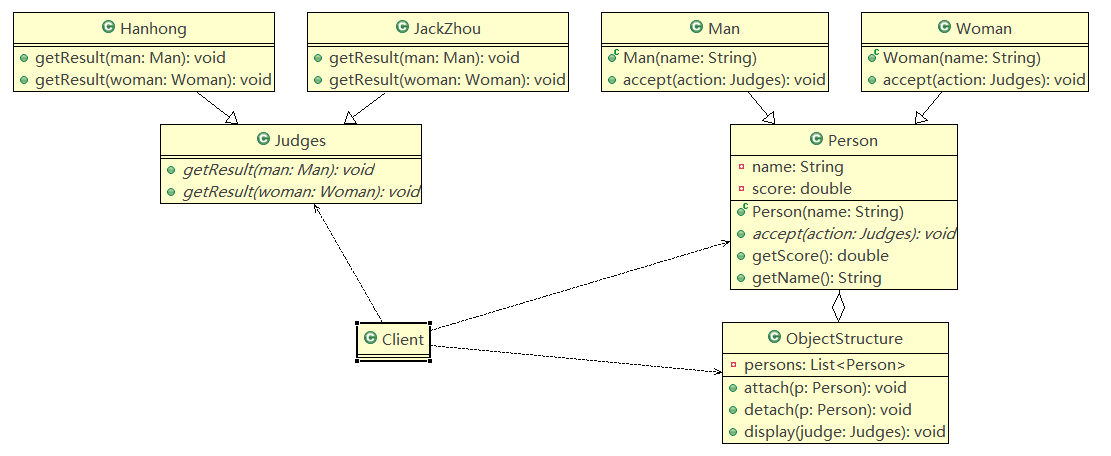 Hanhong
getResult(man: Man): void
getResult(woman: Woman): void
JackZhou
getResult(man: Man): void
getResult(woman: Woman): void
Man
Man(name: String)
accept(action: Judges): void
Woman
Woman(name: String)
accept(action: Judges): void
Judges
getResult(man: Man): void
getResult(woman: Woman): void
Person
name: String
score: double
Person(name: String)
accept(action: Judges): void
getScore(): double
getName(): String
Client
ObjectStructure
persons: List<Person>
attach(p: Person): void
detach(p: Person): void
display(judge: Judges): void